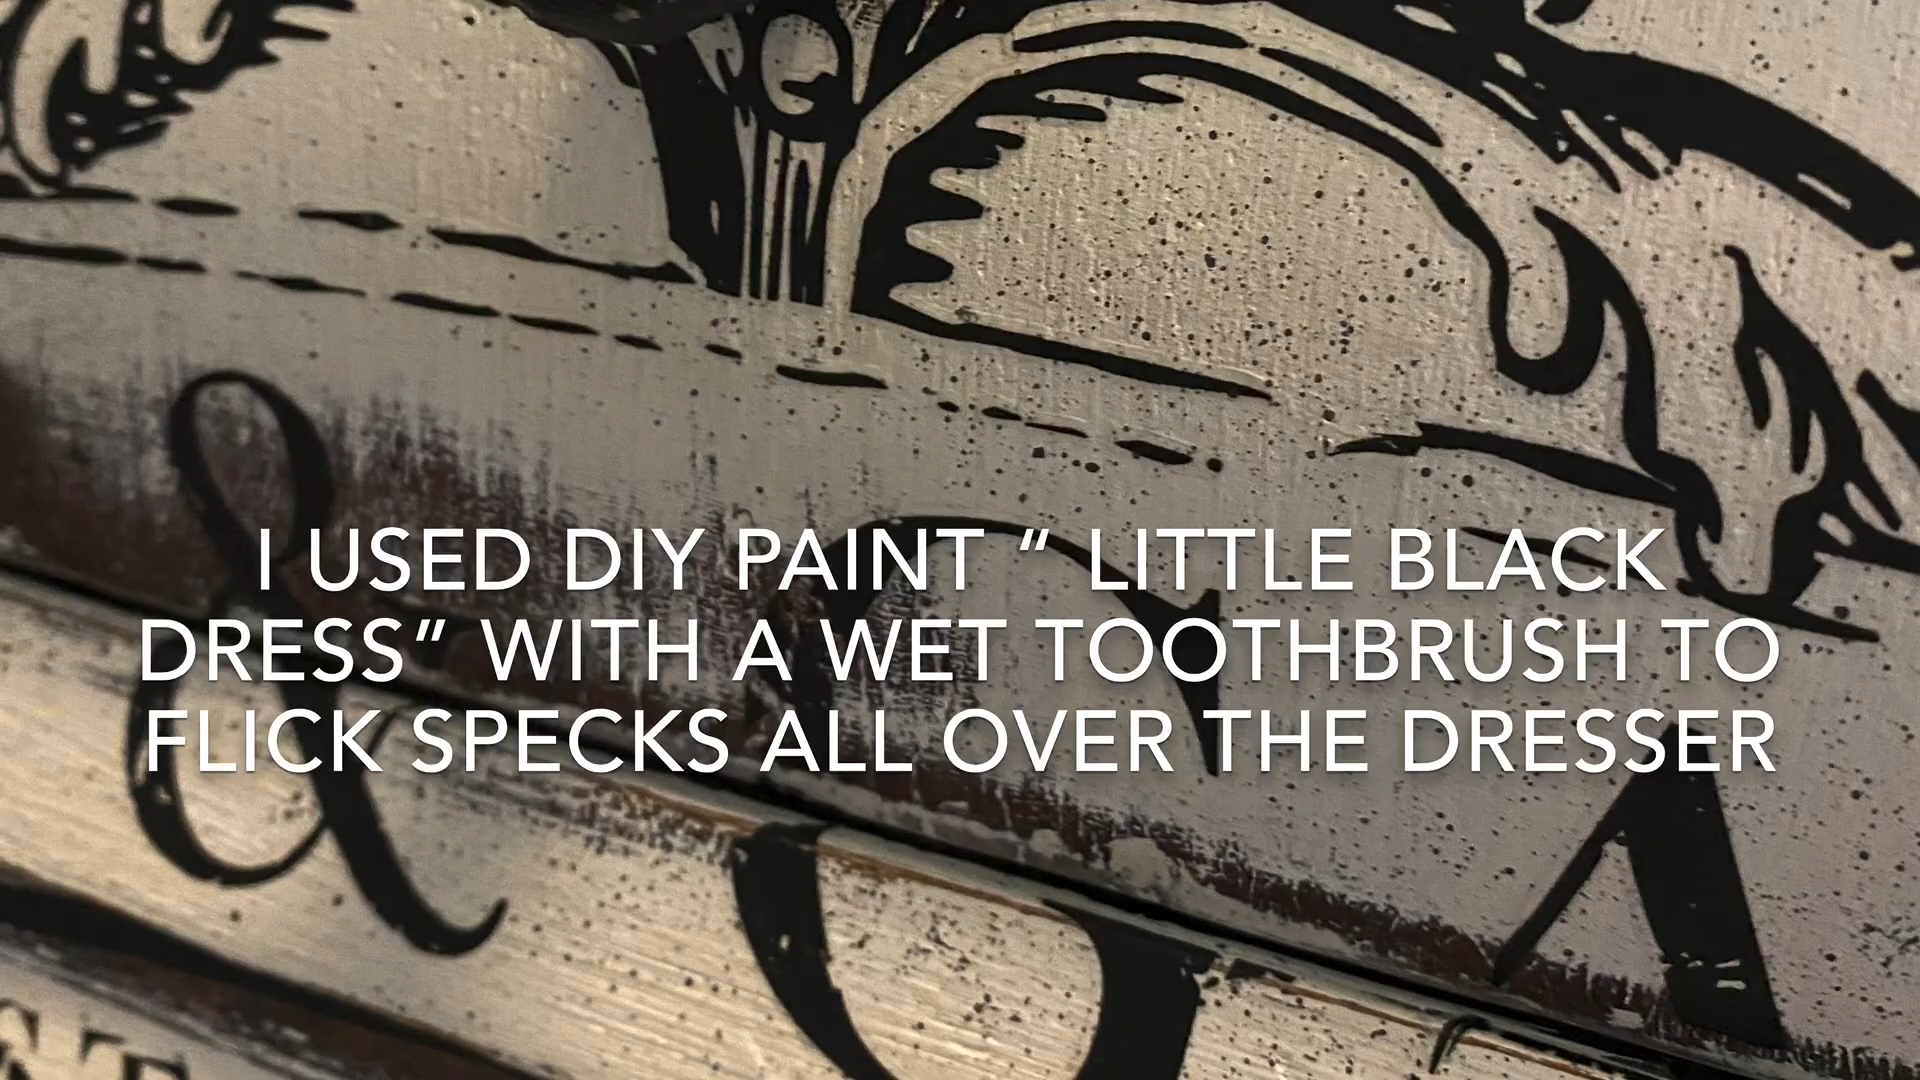 &
I USED DIY PAINT “ LITTLE BLACK
DRESS” WITH A WET TOOTHBRUSH TO
FLICK SPECKS ALL OVER THE DRESSER